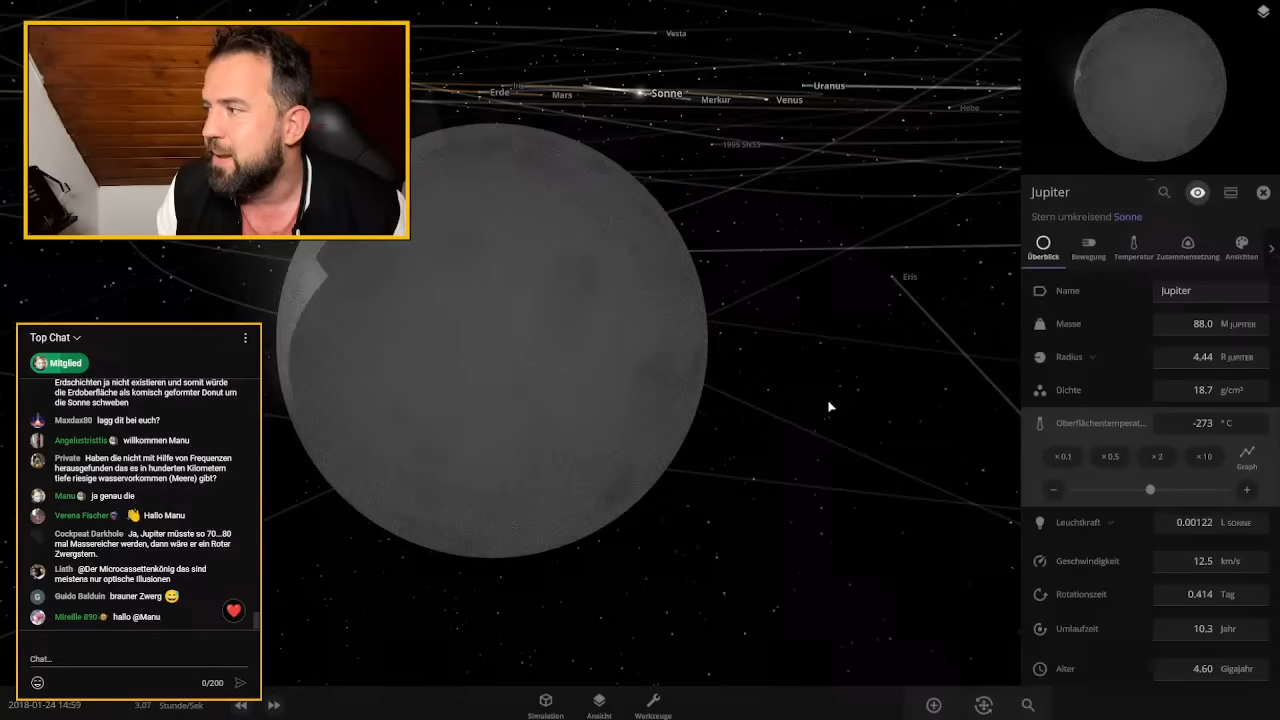 Vesta
Erde
Iris
Mars
Sonne
Merkur
Venus
Uranus
Hebe
1995 SN55
Eris
Top Chat
Mitglied
Erdschichten ja nicht existieren und somit würde
die Erdoberfläche als komisch geformter Donut um
die Sonne schweben
Maxdax80 lagg dit bei euch?
Angelustristtis willkommen Manu
Private Haben die nicht mit Hilfe von Frequenzen
herausgefunden das es in hunderten Kilometern
tiefe riesige wasservorkommen (Meere) gibt?
Manu ja genau die
Verena Fischer 👋 Hallo Manu
Cockpeat Darkhole Ja, Jupiter müsste so 70...80
mal Massereicher werden, dann wäre er ein Roter
Zwergstern.
Liath @Der Microcassettenkönig das sind
meistens nur optische Illusionen
G Guido Balduin brauner Zwerg 😅
Mireille 890 hallo @Manu
Chat...
0/200
2018-01-24 14:59
3.07 Stunde/Sek
Simulation
Ansicht
Werkzeuge
Jupiter
Stern umkreisend Sonne
Überblick
Bewegung
Temperatur
Zusammensetzung
Ansichten
Name Jupiter
Masse 88.0 M JUPITER
Radius 4.44 R JUPITER
Dichte 18.7 g/cm³
Oberflächentemperat... -273 ° C
× 0.1
× 0.5
× 2
× 10
Graph
Leuchtkraft 0.00122 L SONNE
Geschwindigkeit 12.5 km/s
Rotationszeit 0.414 Tag
Umlaufzeit 10.3 Jahr
Alter 4.60 Gigajahr